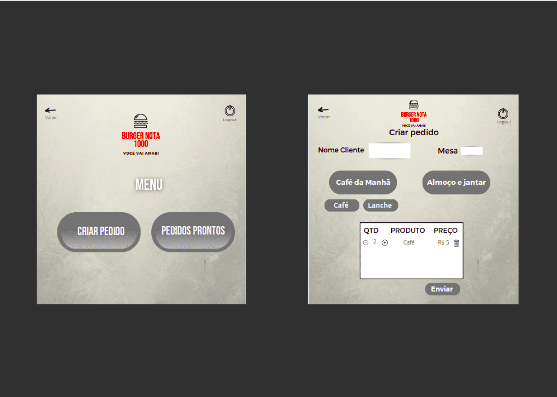 Voltar
Logout
BURGER NOTA
1000
VOCÊ VAI AMAR!
MENU
CRIAR PEDIDO
PEDIDOS PRONTOS
Voltar
Logout
BURGER NOTA
1000
VOCÊ VAI AMAR!
Criar pedido
Nome Cliente
Mesa
Café da Manhã
Almoço e jantar
Café
Lanche
QTD PRODUTO PREÇO
2 Café R$ 5
Enviar